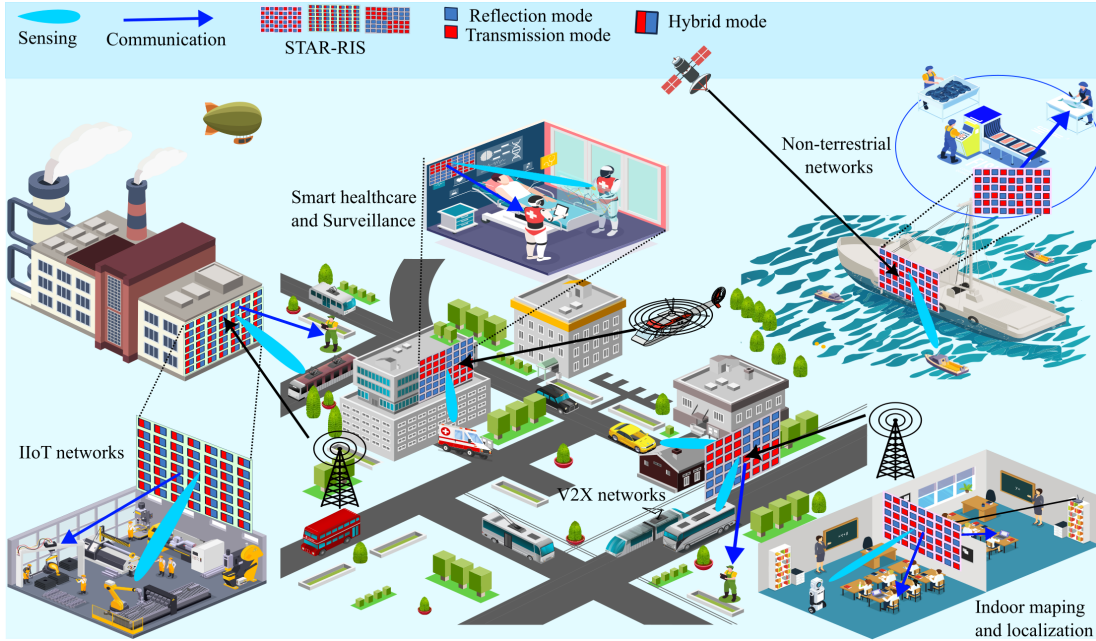 Sensing
Communication
STAR-RIS
Reflection mode
Transmission mode
Hybrid mode
Non-terrestrial
networks
Smart healthcare
and Surveillance
IIoT networks
V2X networks
Indoor maping
and localization